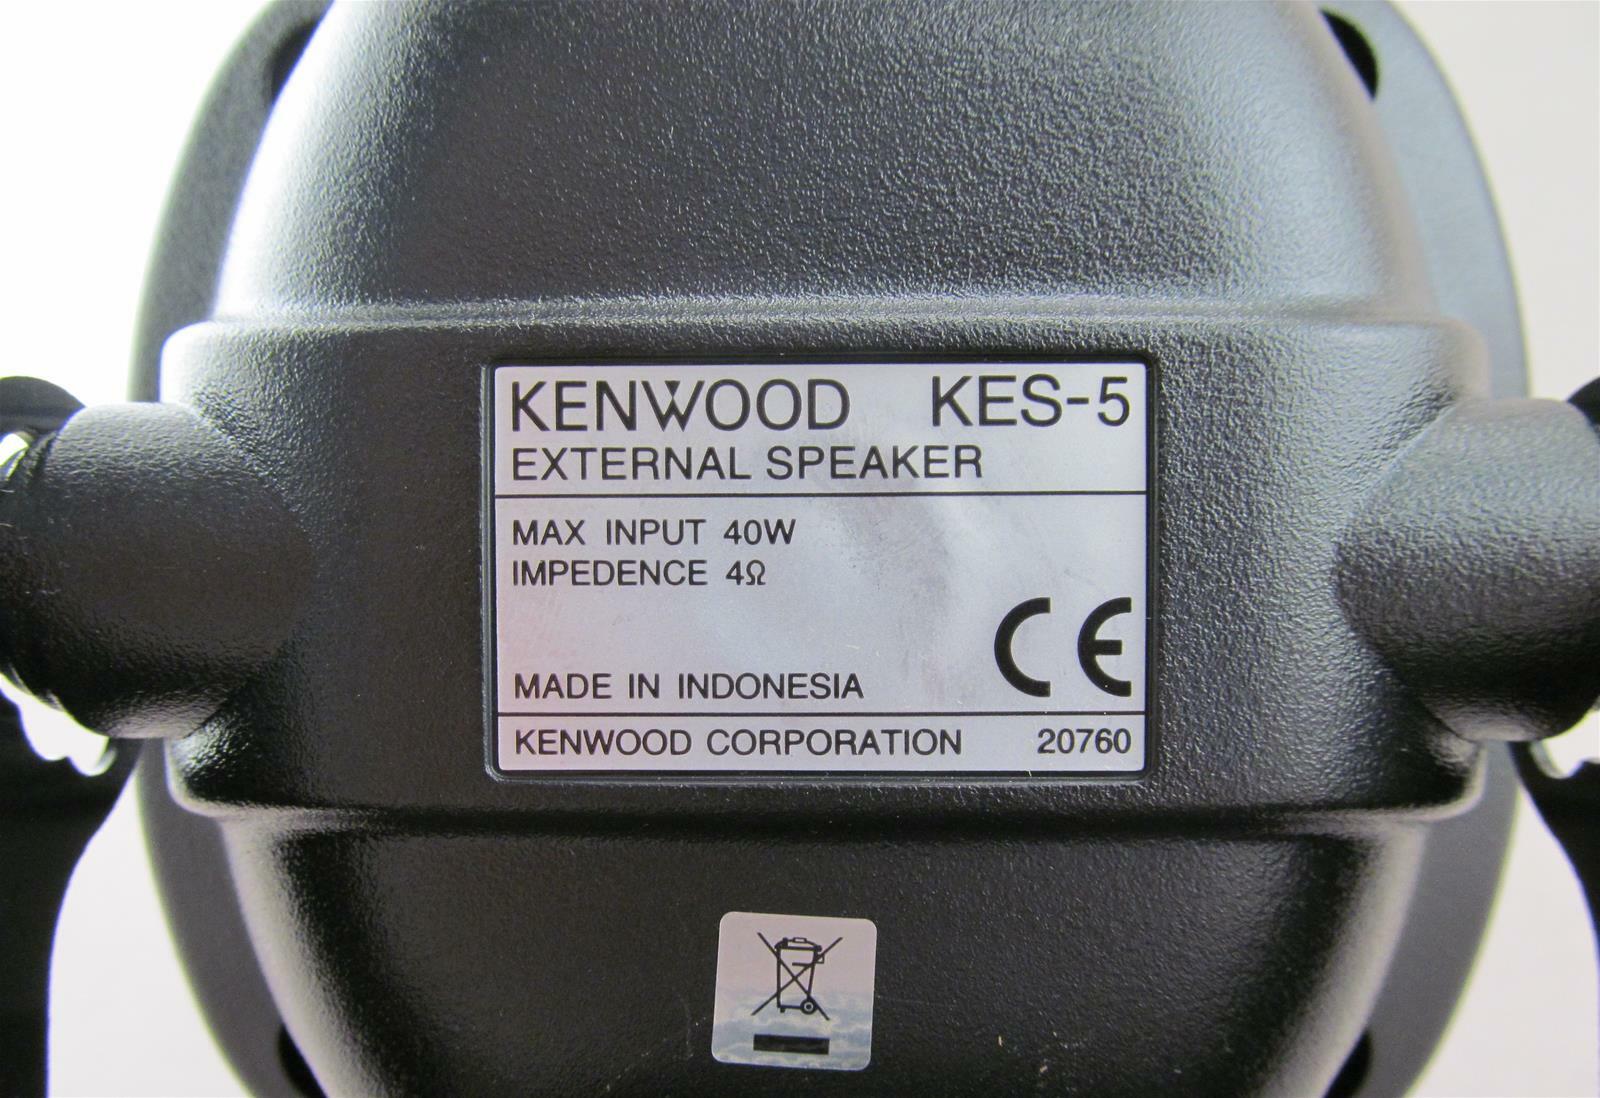 KENWOOD KES-5
EXTERNAL SPEAKER
MAX INPUT 40W
IMPEDENCE 4Ω
CE
MADE IN INDONESIA
KENWOOD CORPORATION 20760